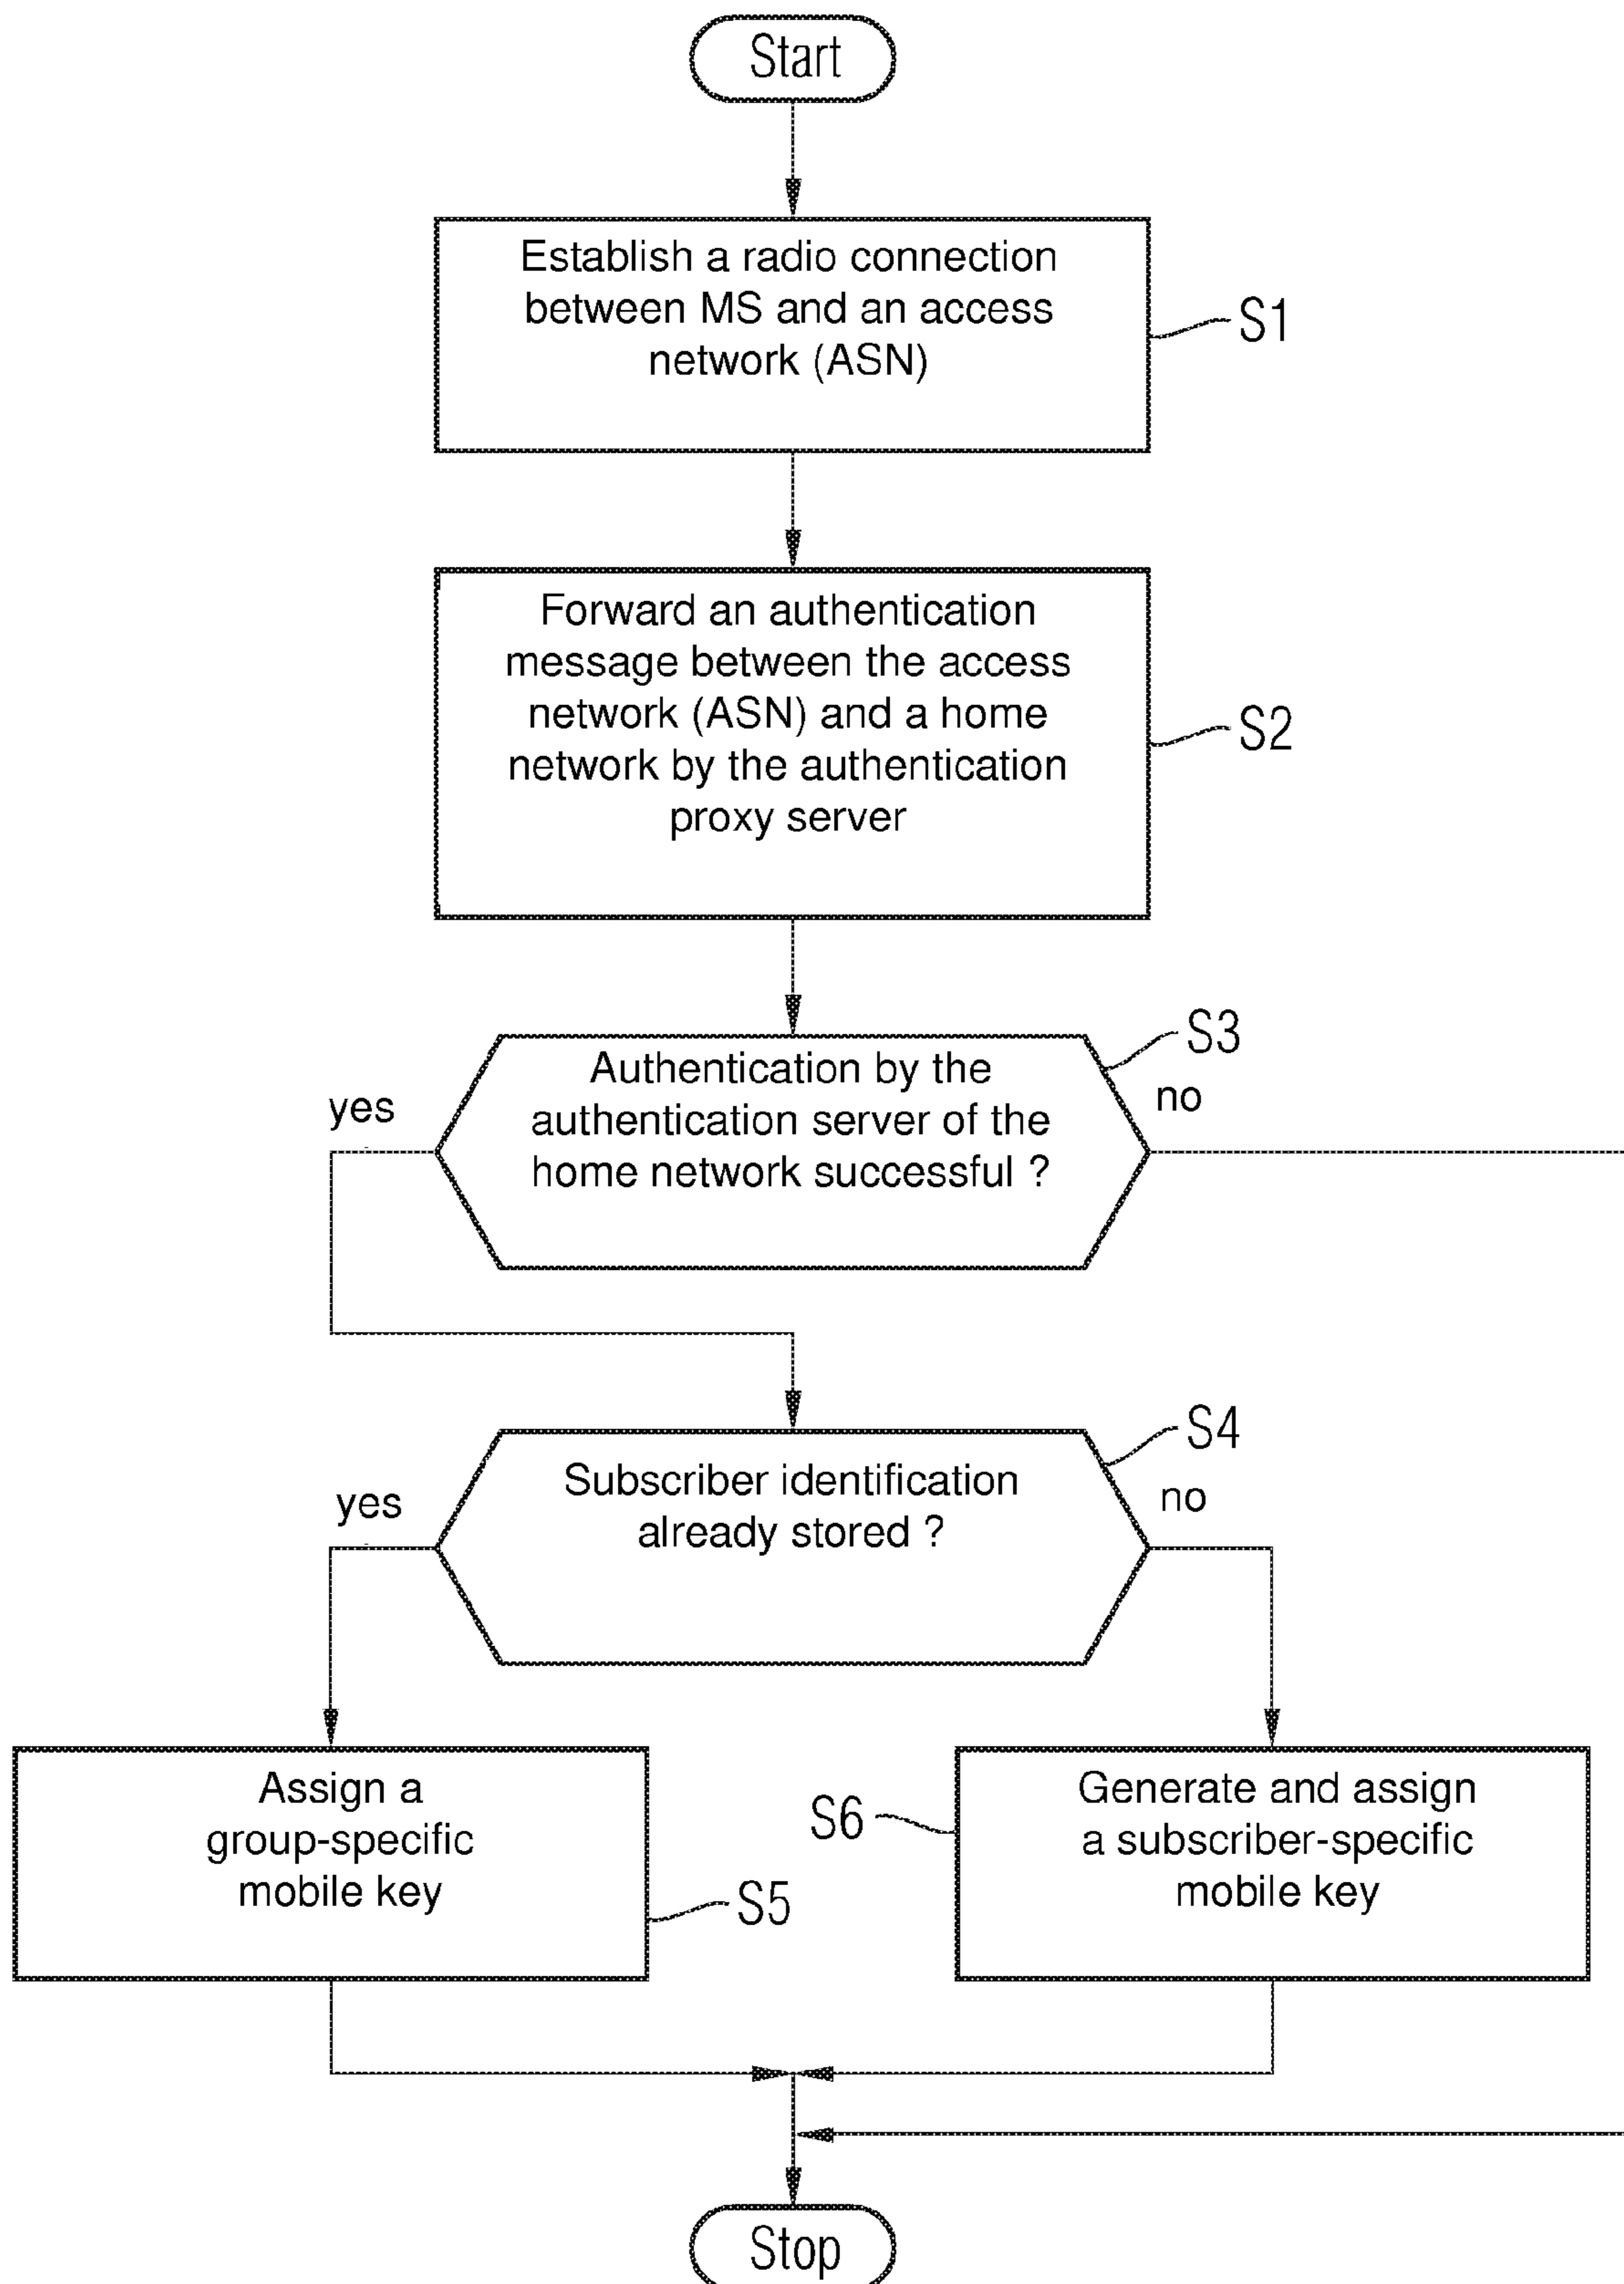 Start
Establish a radio connection
between MS and an access
network (ASN)
S1
Forward an authentication
message between the access
network (ASN) and a home
network by the authentication
proxy server
S2
S3
Authentication by the
authentication server of the
home network successful ?
yes
no
S4
Subscriber identification
already stored ?
yes
no
Assign a
group-specific
mobile key
S5
S6
Generate and assign
a subscriber-specific
mobile key
Stop